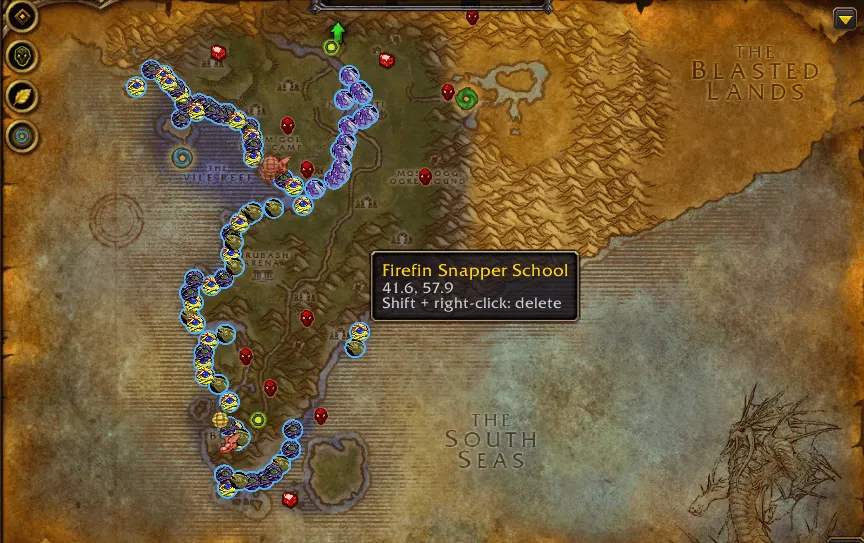 THE
BLASTED
LANDS
THE
VILE REEF
ARENA
Firefin Snapper School
41.6, 57.9
Shift + right-click: delete
THE
SOUTH
SEAS